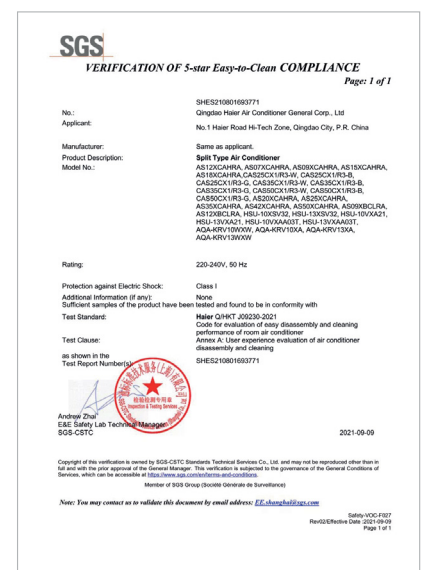 SGS
VERIFICATION OF 5-star Easy-to-Clean COMPLIANCE
Page: 1 of 1
SHES210801693771
No.: Qingdao Haier Air Conditioner General Corp., Ltd
Applicant: No.1 Haier Road Hi-Tech Zone, Qingdao City, P.R. China
Manufacturer: Same as applicant.
Product Description: Split Type Air Conditioner
Model No.: AS12XCAHRA, AS07XCAHRA, AS09XCAHRA, AS15XCAHRA,
AS18XCAHRA,CAS25CX1/R3-W, CAS25CX1/R3-B,
CAS25CX1/R3-G, CAS35CX1/R3-W, CAS35CX1/R3-B,
CAS35CX1/R3-G, CAS50CX1/R3-W, CAS50CX1/R3-B,
CAS50CX1/R3-G, AS20XCAHRA, AS25XCAHRA,
AS35XCAHRA, AS42XCAHRA, AS50XCAHRA, AS09XBCLRA,
AS12XBCLRA, HSU-10XSV32, HSU-13XSV32, HSU-10VXA21,
HSU-13VXA21, HSU-10VXAA03T, HSU-13VXAA03T,
AQA-KRV10WXW, AQA-KRV10XA, AQA-KRV13XA,
AQA-KRV13WXW
Rating: 220-240V, 50 Hz
Protection against Electric Shock: Class I
Additional Information (if any): None
Sufficient samples of the product have been tested and found to be in conformity with
Test Standard: Haier Q/HKT J09230-2021
Code for evaluation of easy disassembly and cleaning
performance of room air conditioner
Test Clause: Annex A: User experience evaluation of air conditioner
disassembly and cleaning
as shown in the
Test Report Number(s): SHES210801693771
检验检测专用章
Inspection & Testing Services
Andrew Zhai
E&E Safety Lab Technical Manager
SGS-CSTC 2021-09-09
Copyright of this verification is owned by SGS-CSTC Standards Technical Services Co., Ltd. and may not be reproduced other than in
full and with the prior approval of the General Manager. This verification is subjected to the governance of the General Conditions of
Services, which can be accessible at https://www.sgs.com/en/terms-and-conditions.
Member of SGS Group (Société Générale de Surveillance)
Note: You may contact us to validate this document by email address: EE.shanghai@sgs.com
Safety-VOC-F027
Rev02/Effective Date :2021-09-09
Page 1 of 1